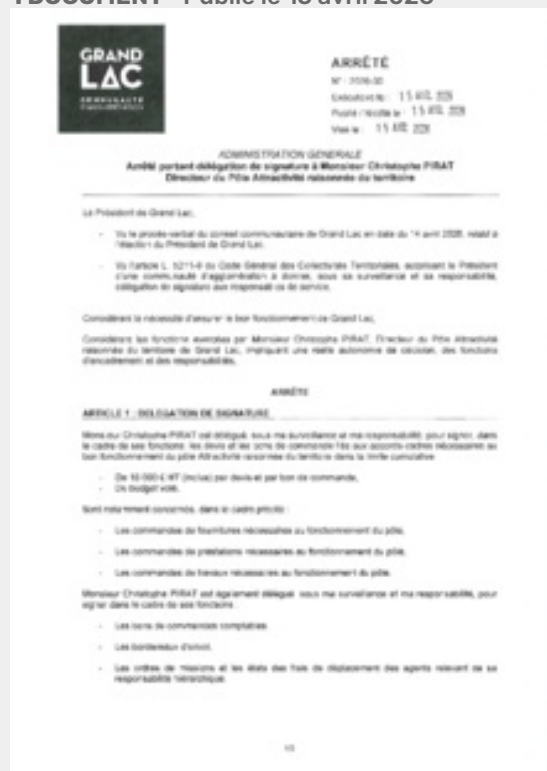 GRAND
LAC
COMMUNAUTÉ
ARRÊTÉ
15 AVR. 2026
15 AVR. 2026
15 AVR. 2026
ADMINISTRATION GENERALE
Arrêté portant délégation de signature à Monsieur Christophe PIRAT
Directeur du Pôle Attractivité raisonnée du territoire
Le Président de Grand Lac,
- Vu le procès-verbal du conseil communautaire de Grand Lac en date du 14 avril 2026, relatif à
l'élection du Président de Grand Lac.
- Vu l'article L. 5211-9 du Code Général des Collectivités Territoriales, autorisant le Président
d'une communauté d'agglomération à donner, sous sa surveillance et sa responsabilité,
délégation de signature aux responsables de service,
Considérant la nécessité d'assurer le bon fonctionnement de Grand Lac,
Considérant les fonctions exercées par Monsieur Christophe PIRAT, Directeur du Pôle Attractivité
raisonnée du territoire de Grand Lac, impliquant une réelle autonomie de décision, des fonctions
d'encadrement et des responsabilités,
ARRÊTE
ARTICLE 1 : DELEGATION DE SIGNATURE
Monsieur Christophe PIRAT est délégué, sous ma surveillance et ma responsabilité, pour signer, dans
le cadre de ses fonctions, les devis et les bons de commande liés aux accords-cadres nécessaires au
bon fonctionnement du pôle Attractivité raisonnée du territoire dans la limite cumulative
- De 10 000 € HT (inclus) par devis et par bon de commande,
- Du budget voté.
Sont notamment concernés, dans le cadre précité :
- Les commandes de fournitures nécessaires au fonctionnement du pôle,
- Les commandes de prestations nécessaires au fonctionnement du pôle,
- Les commandes de travaux nécessaires au fonctionnement du pôle.
Monsieur Christophe PIRAT est également délégué, sous ma surveillance et ma responsabilité, pour
signer dans le cadre de ses fonctions :
- Les bons de commandes comptables
- Les bordereaux d'envoi,
- Les ordres de missions et les états des frais de déplacement des agents relevant de sa
responsabilité hiérarchique.